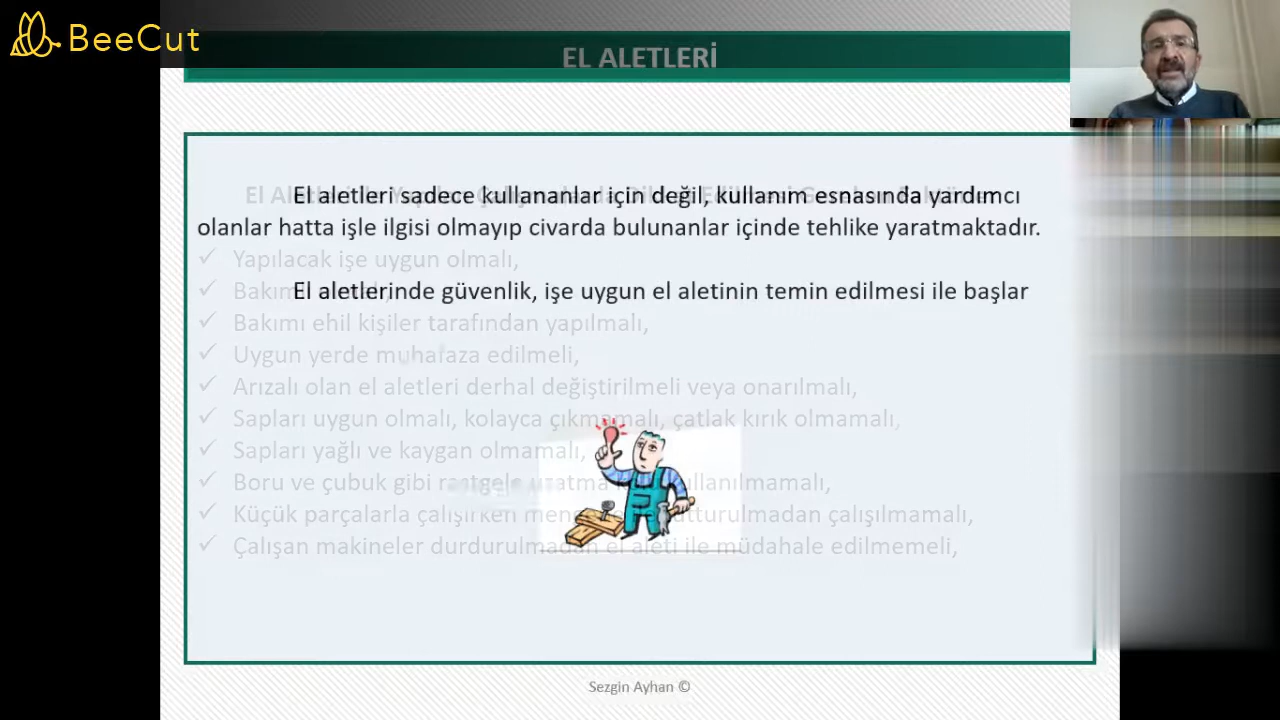 BeeCut
EL ALETLERİ
El aletleri sadece kullananlar için değil, kullanım esnasında yardımcı
olanlar hatta işle ilgisi olmayıp civarda bulunanlar içinde tehlike yaratmaktadır.
Yapılacak işe uygun olmalı,
El aletlerinde güvenlik, işe uygun el aletinin temin edilmesi ile başlar
Bakımı ehil kişiler tarafından yapılmalı,
Uygun yerde muhafaza edilmeli,
Arızalı olan el aletleri derhal değiştirilmeli veya onarılmalı,
Sapları uygun olmalı, kolayca çıkmamalı, çatlak kırık olmamalı,
Sapları yağlı ve kaygan olmamalı,
Boru ve çubuk gibi rastgele uzatma kullanılmamalı,
Küçük parçalarla çalışırken tutturulmadan çalışılmamalı,
Çalışan makineler durdurulmadan el aleti ile müdahale edilmemeli,
Sezgin Ayhan ©